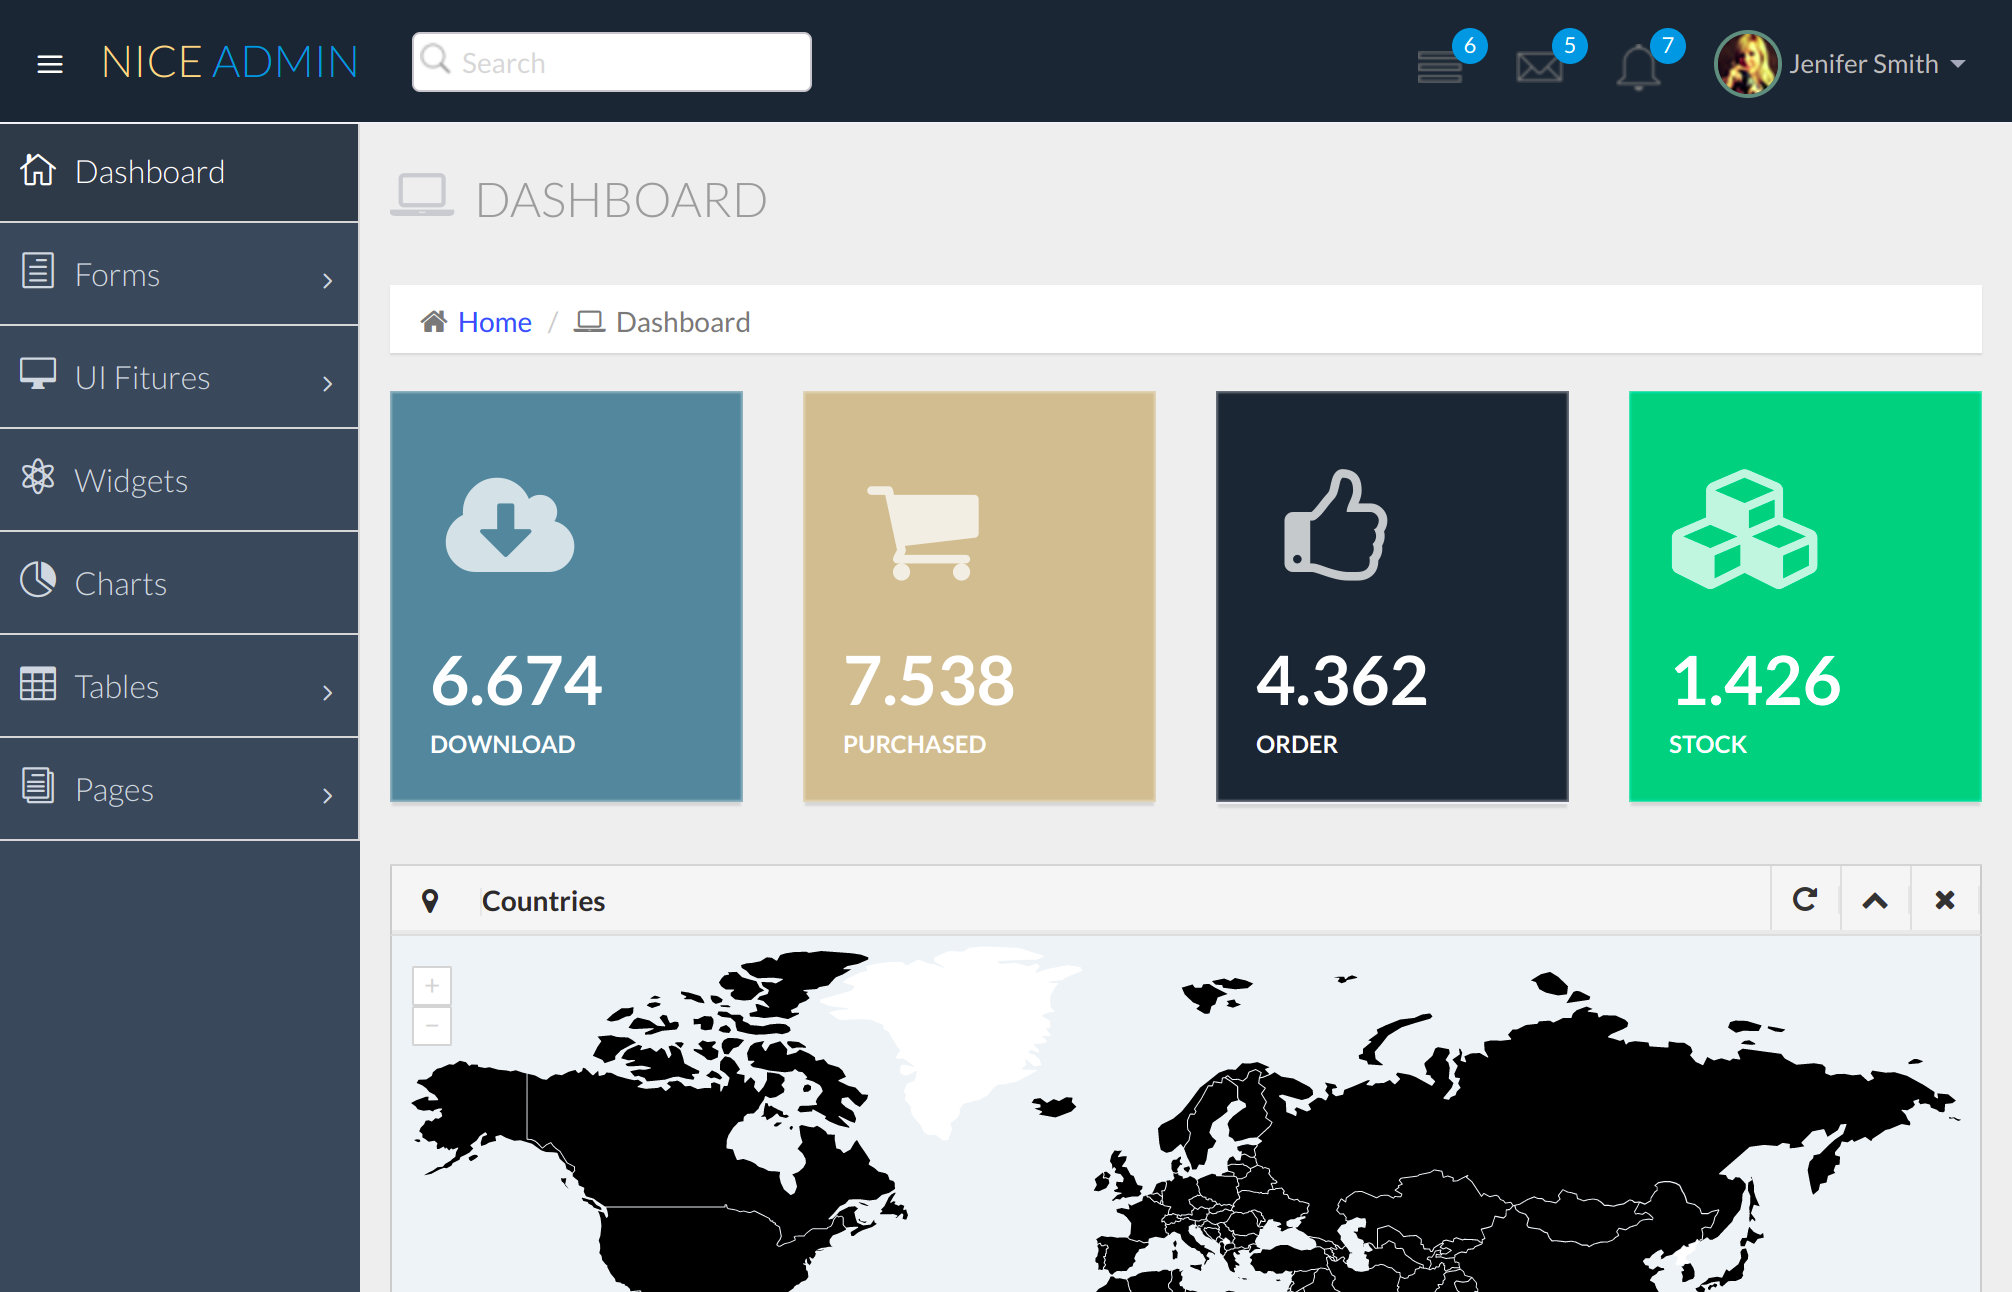 NICE ADMIN
Search
6
5
7
Jenifer Smith
Dashboard
Forms
UI Fitures
Widgets
Charts
Tables
Pages
DASHBOARD
Home / Dashboard
6.674
DOWNLOAD
7.538
PURCHASED
4.362
ORDER
1.426
STOCK
Countries
+
−